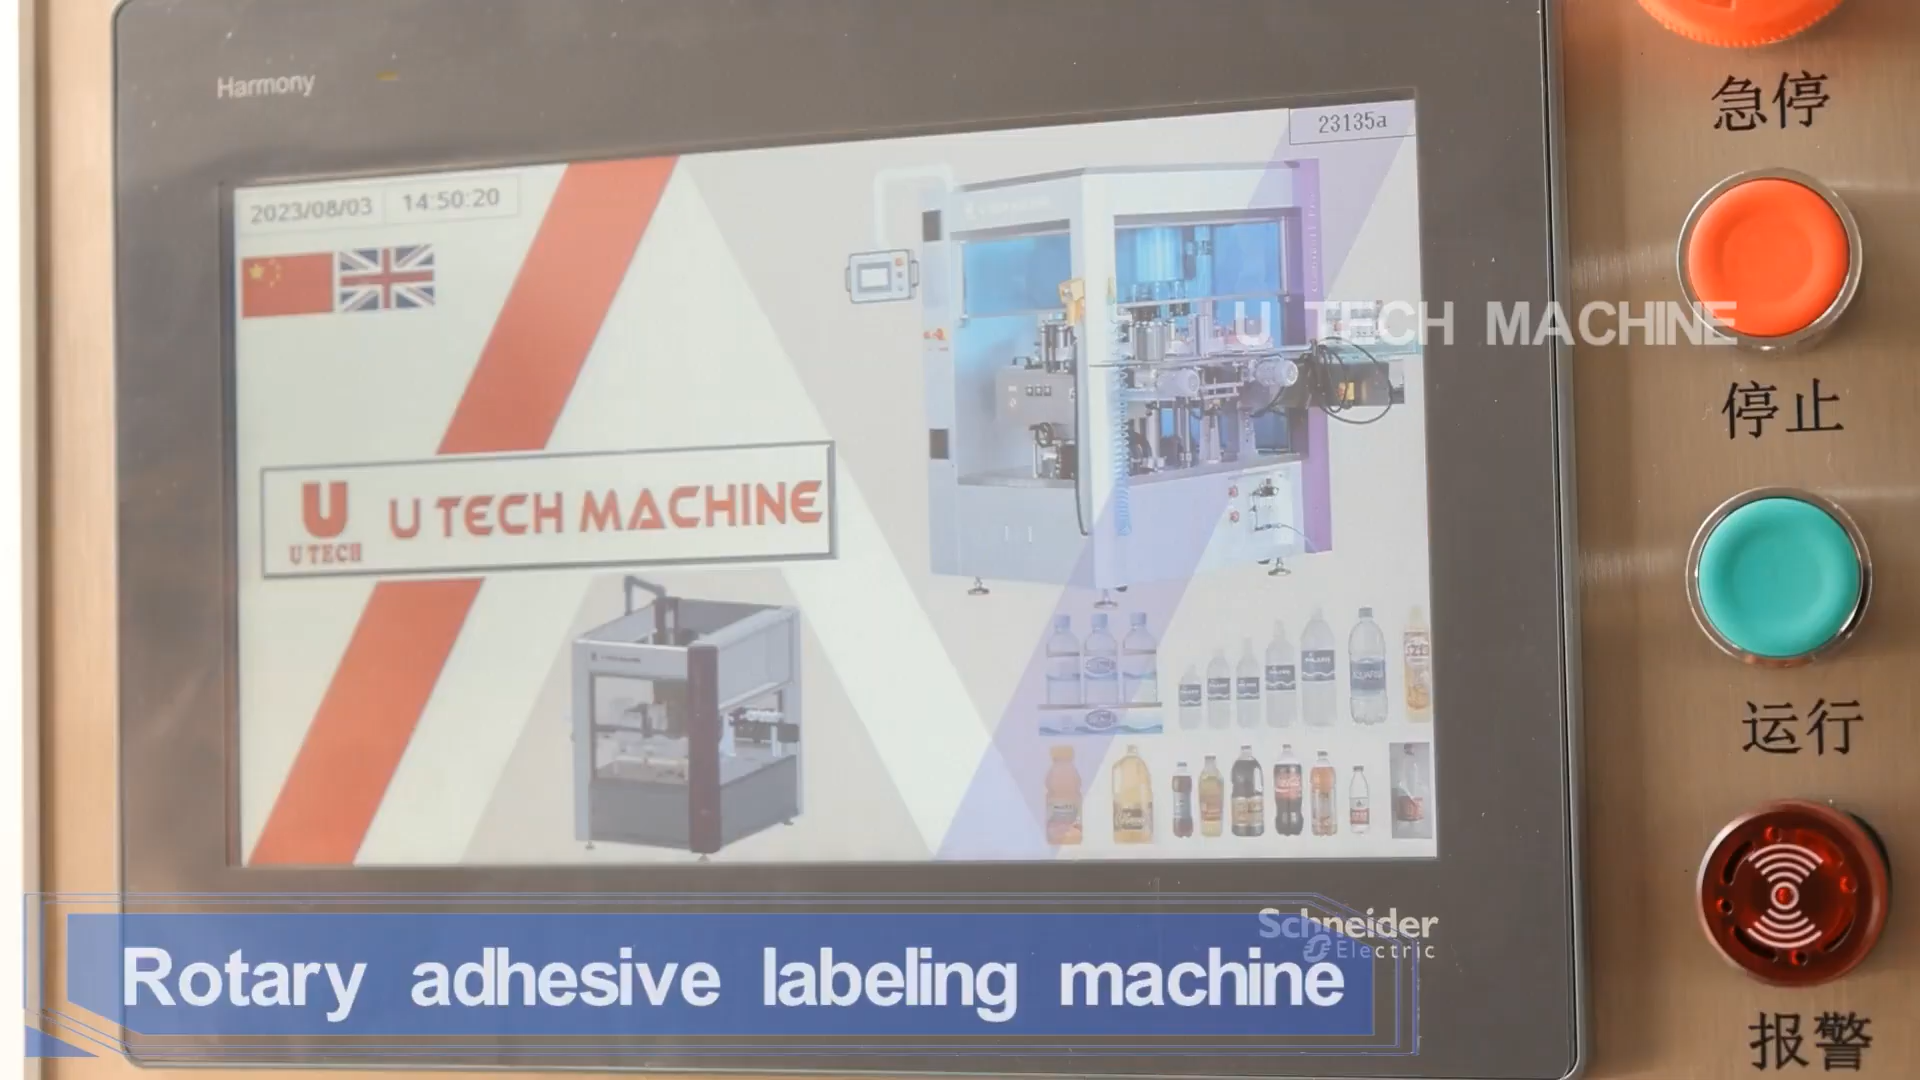 Harmony
急停
23135a
2023/08/03 14:50:20
U TECH MACHINE
停止
U TECH
U TECH MACHINE
运行
Schneider
Electric
Rotary adhesive labeling machine
报警